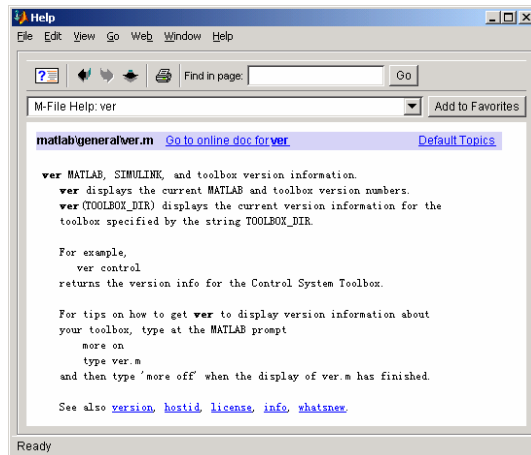 Help
File Edit View Go Web Window Help
Find in page: Go
M-File Help: ver Add to Favorites
matlab\general\ver.m Go to online doc for ver Default Topics
ver MATLAB, SIMULINK, and toolbox version information.
ver displays the current MATLAB and toolbox version numbers.
ver(TOOLBOX_DIR) displays the current version information for the
toolbox specified by the string TOOLBOX_DIR.
For example,
ver control
returns the version info for the Control System Toolbox.
For tips on how to get ver to display version information about
your toolbox, type at the MATLAB prompt
more on
type ver.m
and then type 'more off' when the display of ver.m has finished.
See also version, hostid, license, info, whatsnew.
Ready